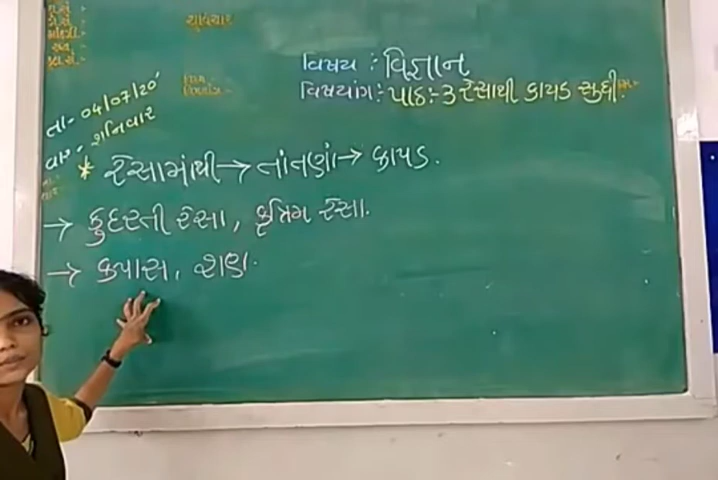 સુવિચાર
વિષય : વિજ્ઞાન
વિષયાંગ :- પાઠ :- 3 રેસાથી કાપડ સુધી.
તા - 04/07/20'
વાર - શનિવાર
* રેસામાંથી → તાંતણાં → કાપડ.
→ કુદરતી રેસા, કૃત્રિમ રેસા.
→ કપાસ, શણ.